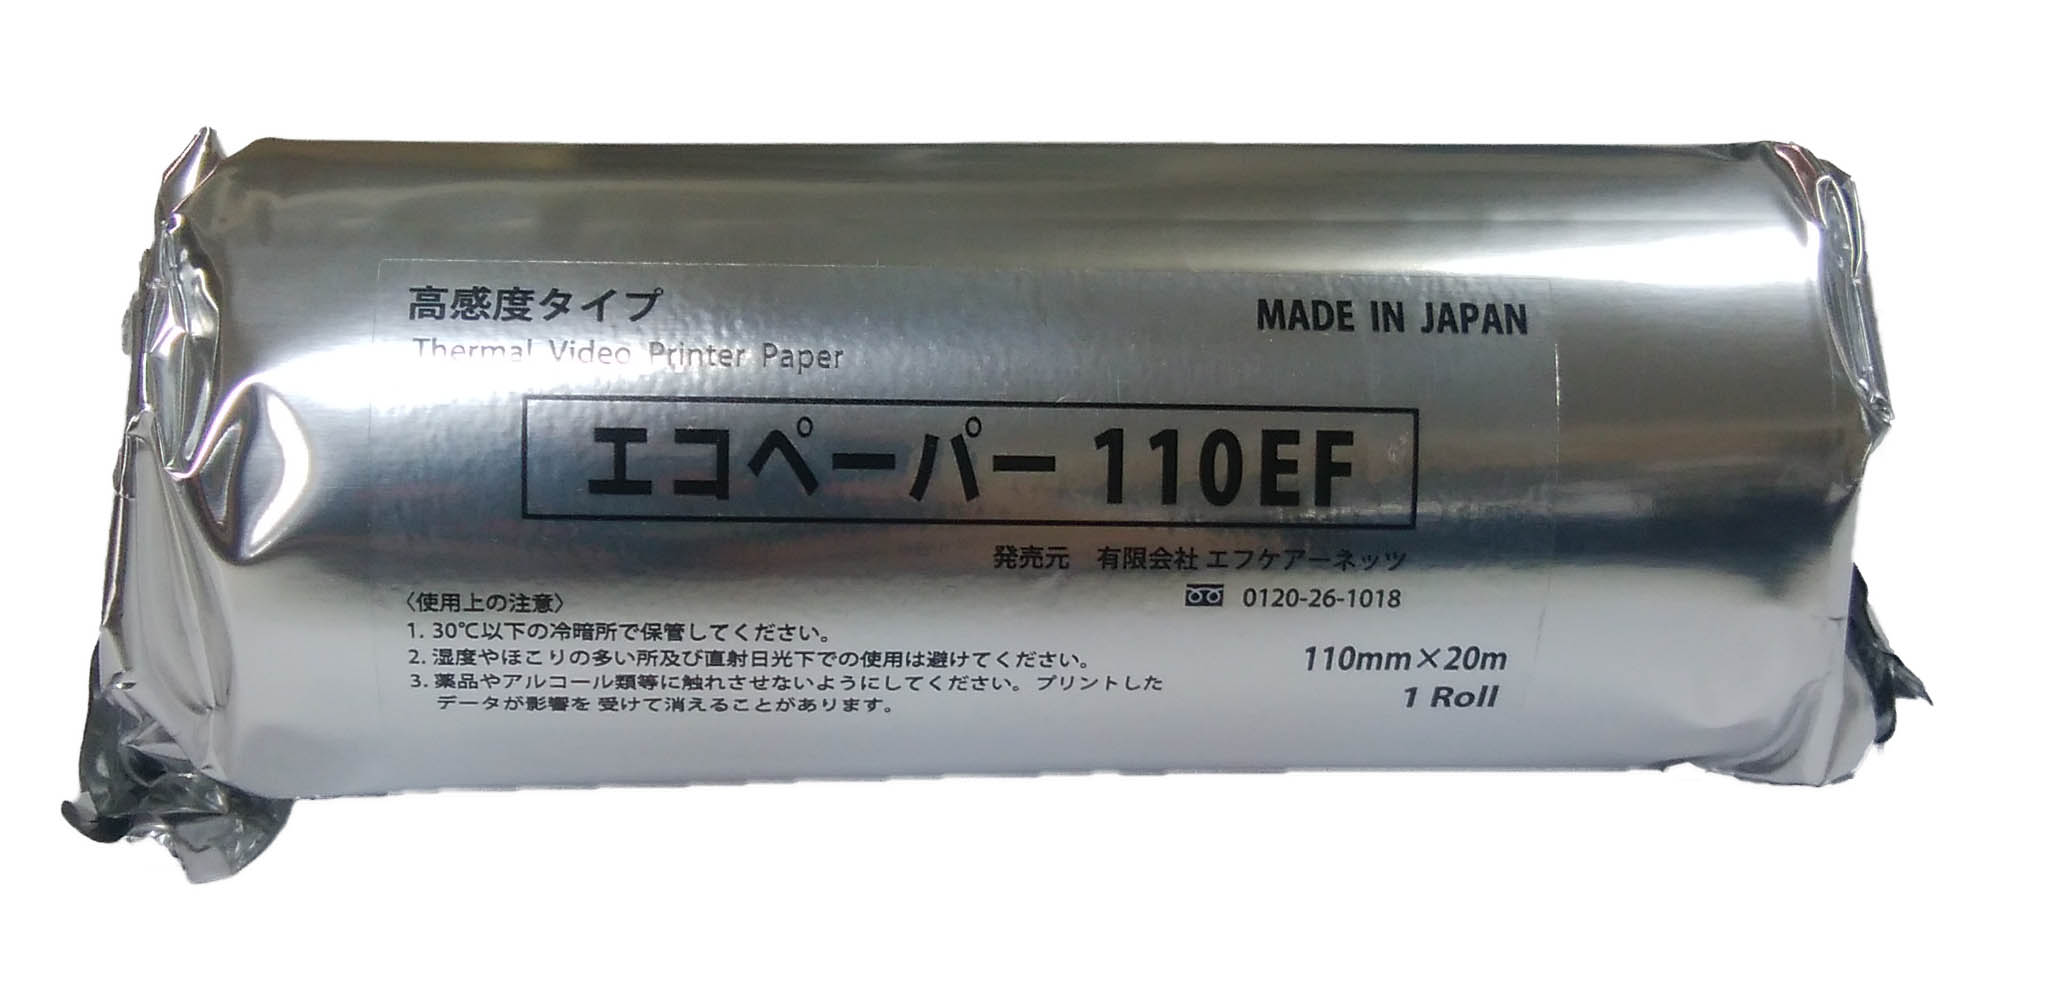 高感度タイプ
MADE IN JAPAN
Thermal Video Printer Paper
エコペーパー 110EF
発売元 有限会社 エフケアーネッツ
0120-26-1018
〈使用上の注意〉
1. 30℃以下の冷暗所で保管してください。
2. 湿度やほこりの多い所及び直射日光下での使用は避けてください。
3. 薬品やアルコール類等に触れさせないようにしてください。プリントした
データが影響を 受けて消えることがあります。
110mm×20m
1 Roll